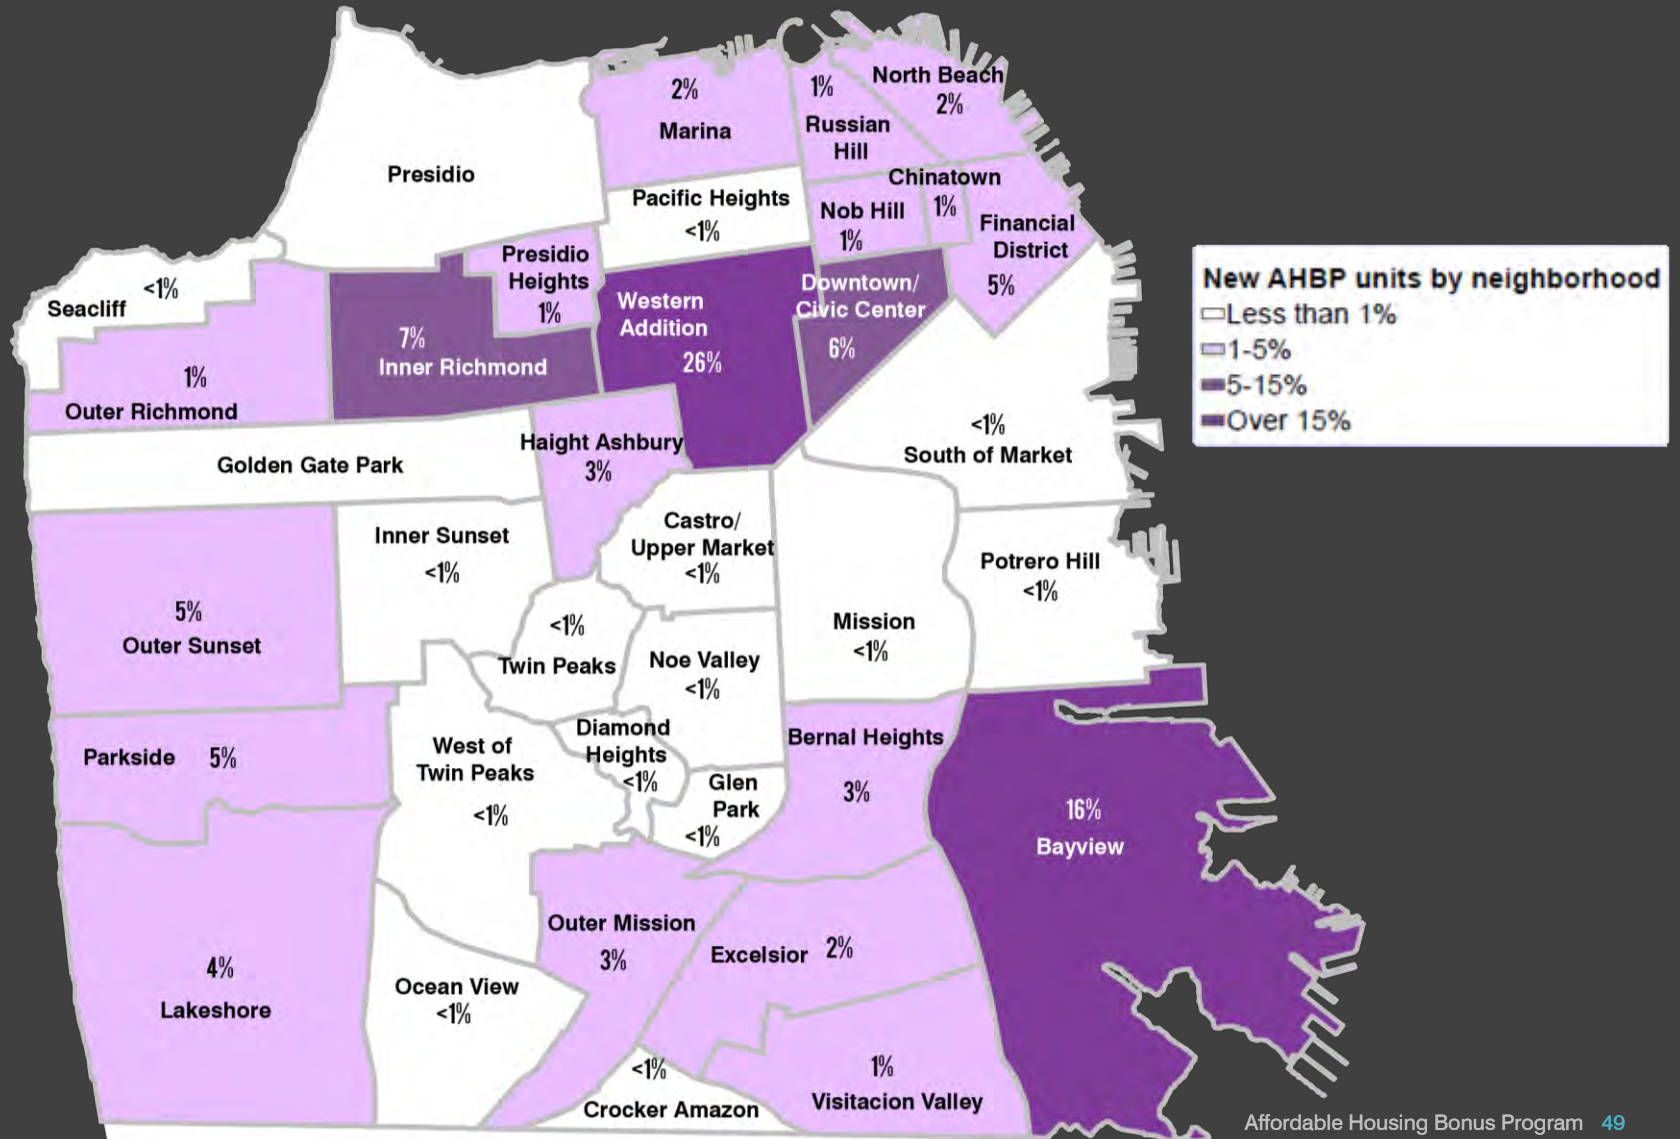 North Beach
2%
2%
Marina
1%
Russian
Hill
Presidio
Pacific Heights
<1%
Chinatown
1%
Nob Hill
1%
Financial
District
5%
Presidio
Heights
1%
Seacliff
<1%
Western
Addition
26%
Downtown/
Civic Center
6%
7%
Inner Richmond
1%
Outer Richmond
New AHBP units by neighborhood
Less than 1%
1-5%
5-15%
Over 15%
Haight Ashbury
3%
<1%
South of Market
Golden Gate Park
Inner Sunset
<1%
Castro/
Upper Market
<1%
Potrero Hill
<1%
5%
Outer Sunset
<1%
Twin Peaks
Noe Valley
<1%
Mission
<1%
Parkside 5%
West of
Twin Peaks
<1%
Diamond
Heights
<1%
Glen
Park
<1%
Bernal Heights
3%
16%
Bayview
4%
Lakeshore
Ocean View
<1%
Outer Mission
3%
Excelsior 2%
<1%
Crocker Amazon
1%
Visitacion Valley
Affordable Housing Bonus Program 49